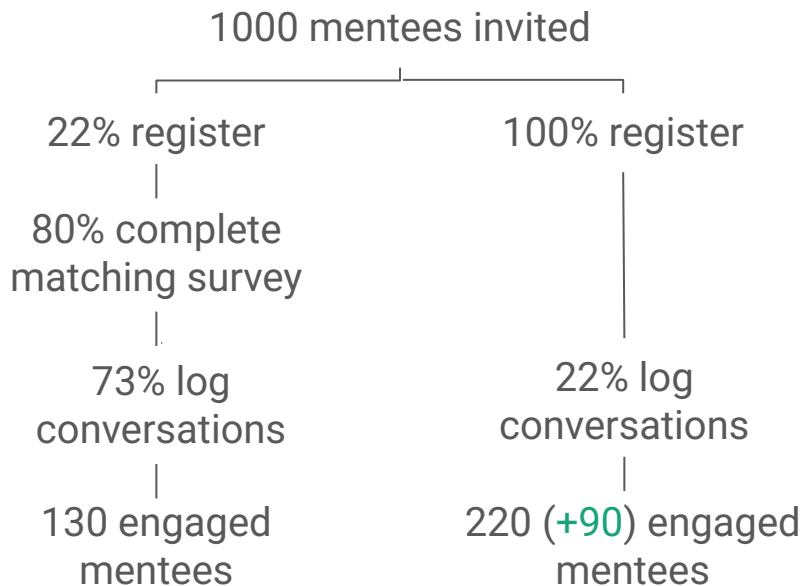 1000 mentees invited
22% register
80% complete
matching survey
73% log
conversations
130 engaged
mentees
100% register
22% log
conversations
220 (+90) engaged
mentees